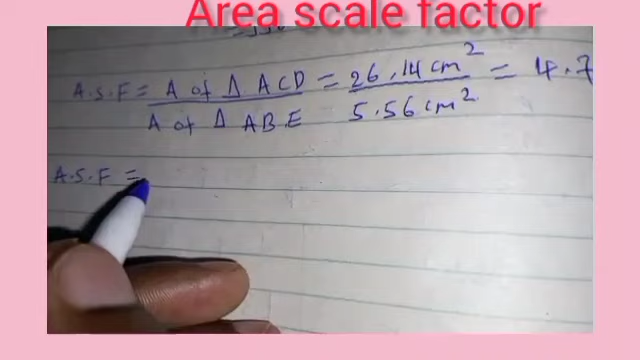 Area scale factor
A.S.F = A of Δ ACD = 26.14 cm² = 4.7
A of Δ ABE 5.56 cm²
A.S.F =